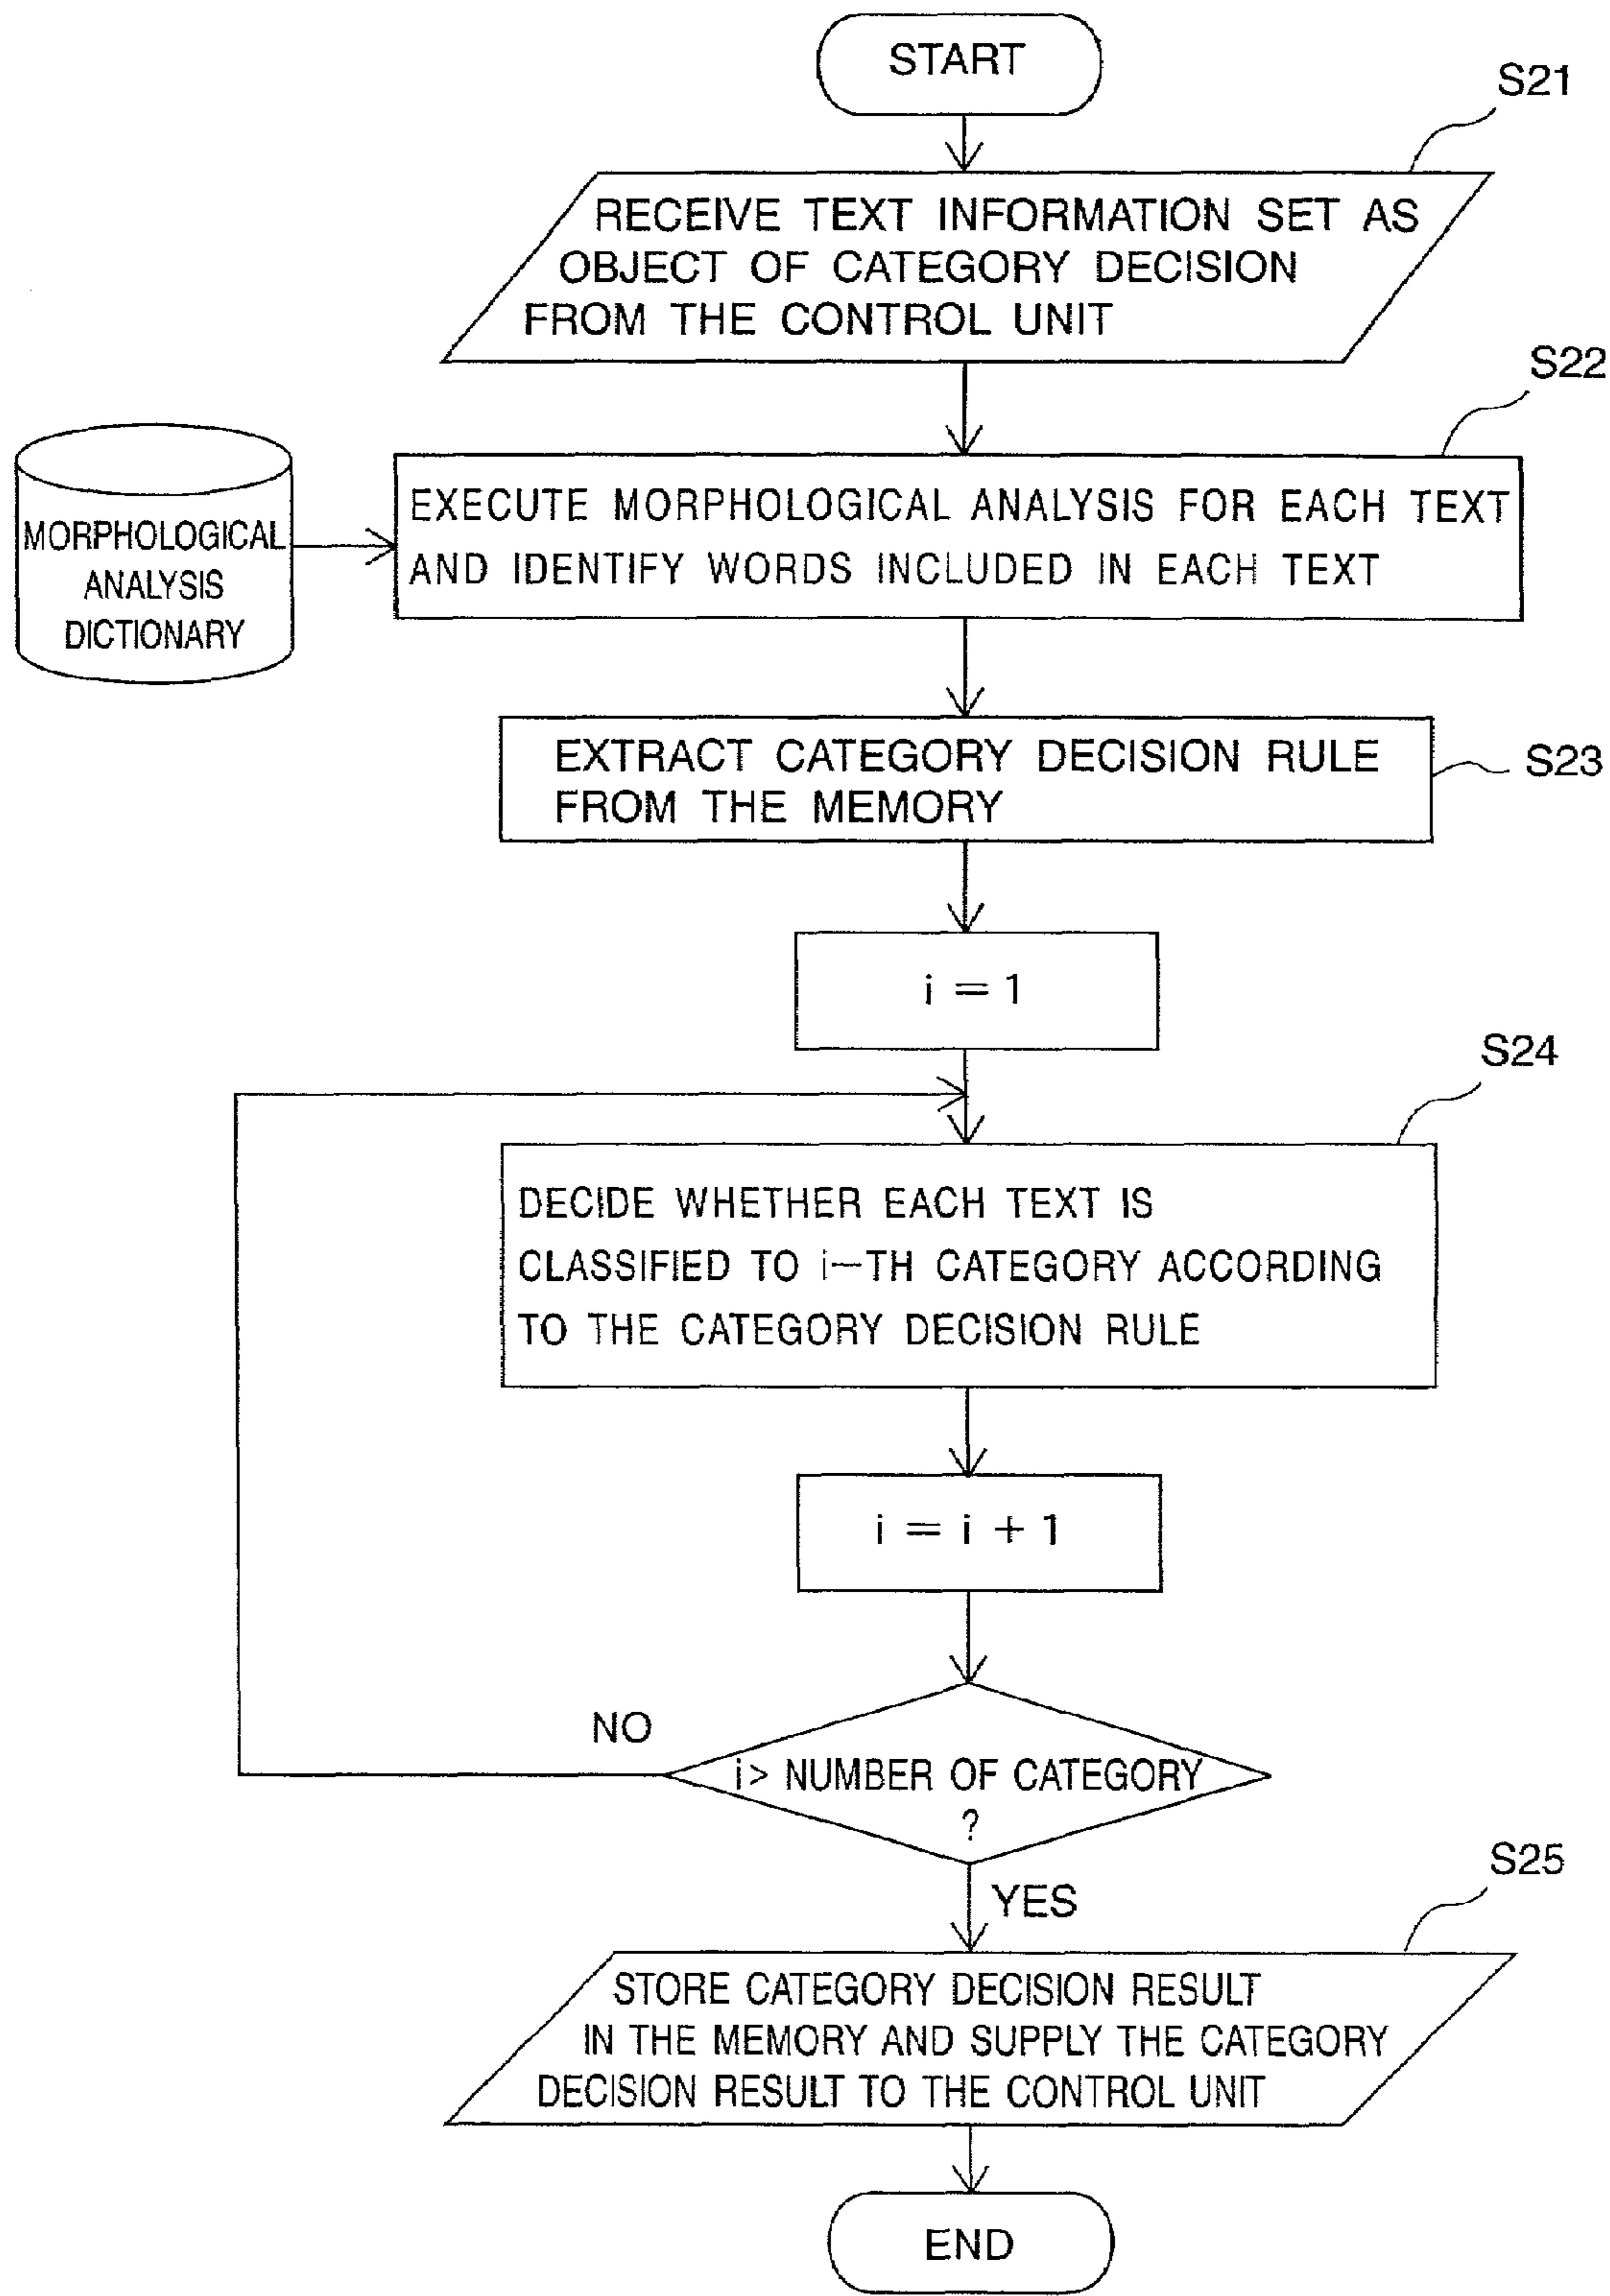 START
S21
RECEIVE TEXT INFORMATION SET AS
OBJECT OF CATEGORY DECISION
FROM THE CONTROL UNIT
S22
MORPHOLOGICAL
ANALYSIS
DICTIONARY
EXECUTE MORPHOLOGICAL ANALYSIS FOR EACH TEXT
AND IDENTIFY WORDS INCLUDED IN EACH TEXT
EXTRACT CATEGORY DECISION RULE
FROM THE MEMORY
S23
i = 1
S24
DECIDE WHETHER EACH TEXT IS
CLASSIFIED TO i-TH CATEGORY ACCORDING
TO THE CATEGORY DECISION RULE
i = i + 1
NO
i> NUMBER OF CATEGORY
?
YES
S25
STORE CATEGORY DECISION RESULT
IN THE MEMORY AND SUPPLY THE CATEGORY
DECISION RESULT TO THE CONTROL UNIT
END